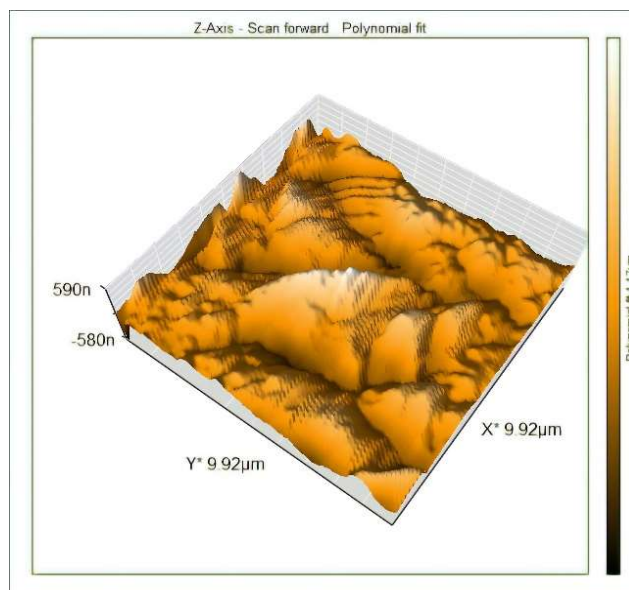 Z-Axis - Scan forward Polynomial fit
590n
-580n
X* 9.92µm
Y* 9.92µm